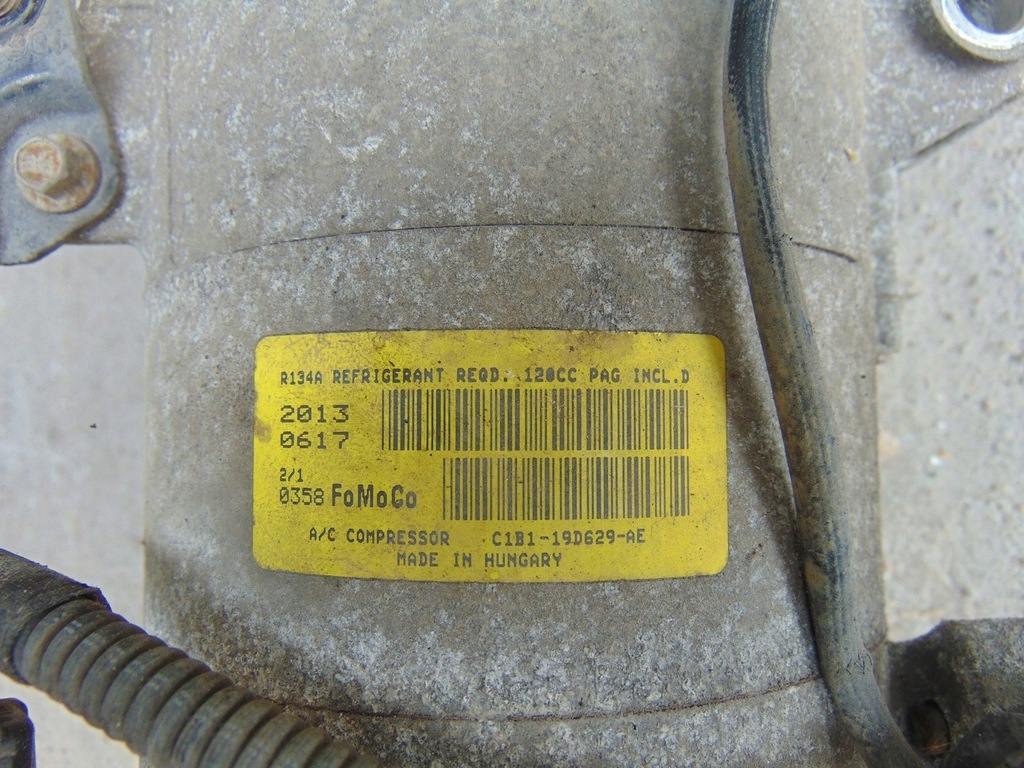 R134A REFRIGERANT REQD. 120CC PAG INCL.D
2013
0617
2/1
0358 FoMoCo
A/C COMPRESSOR C1B1-19D629-AE
MADE IN HUNGARY